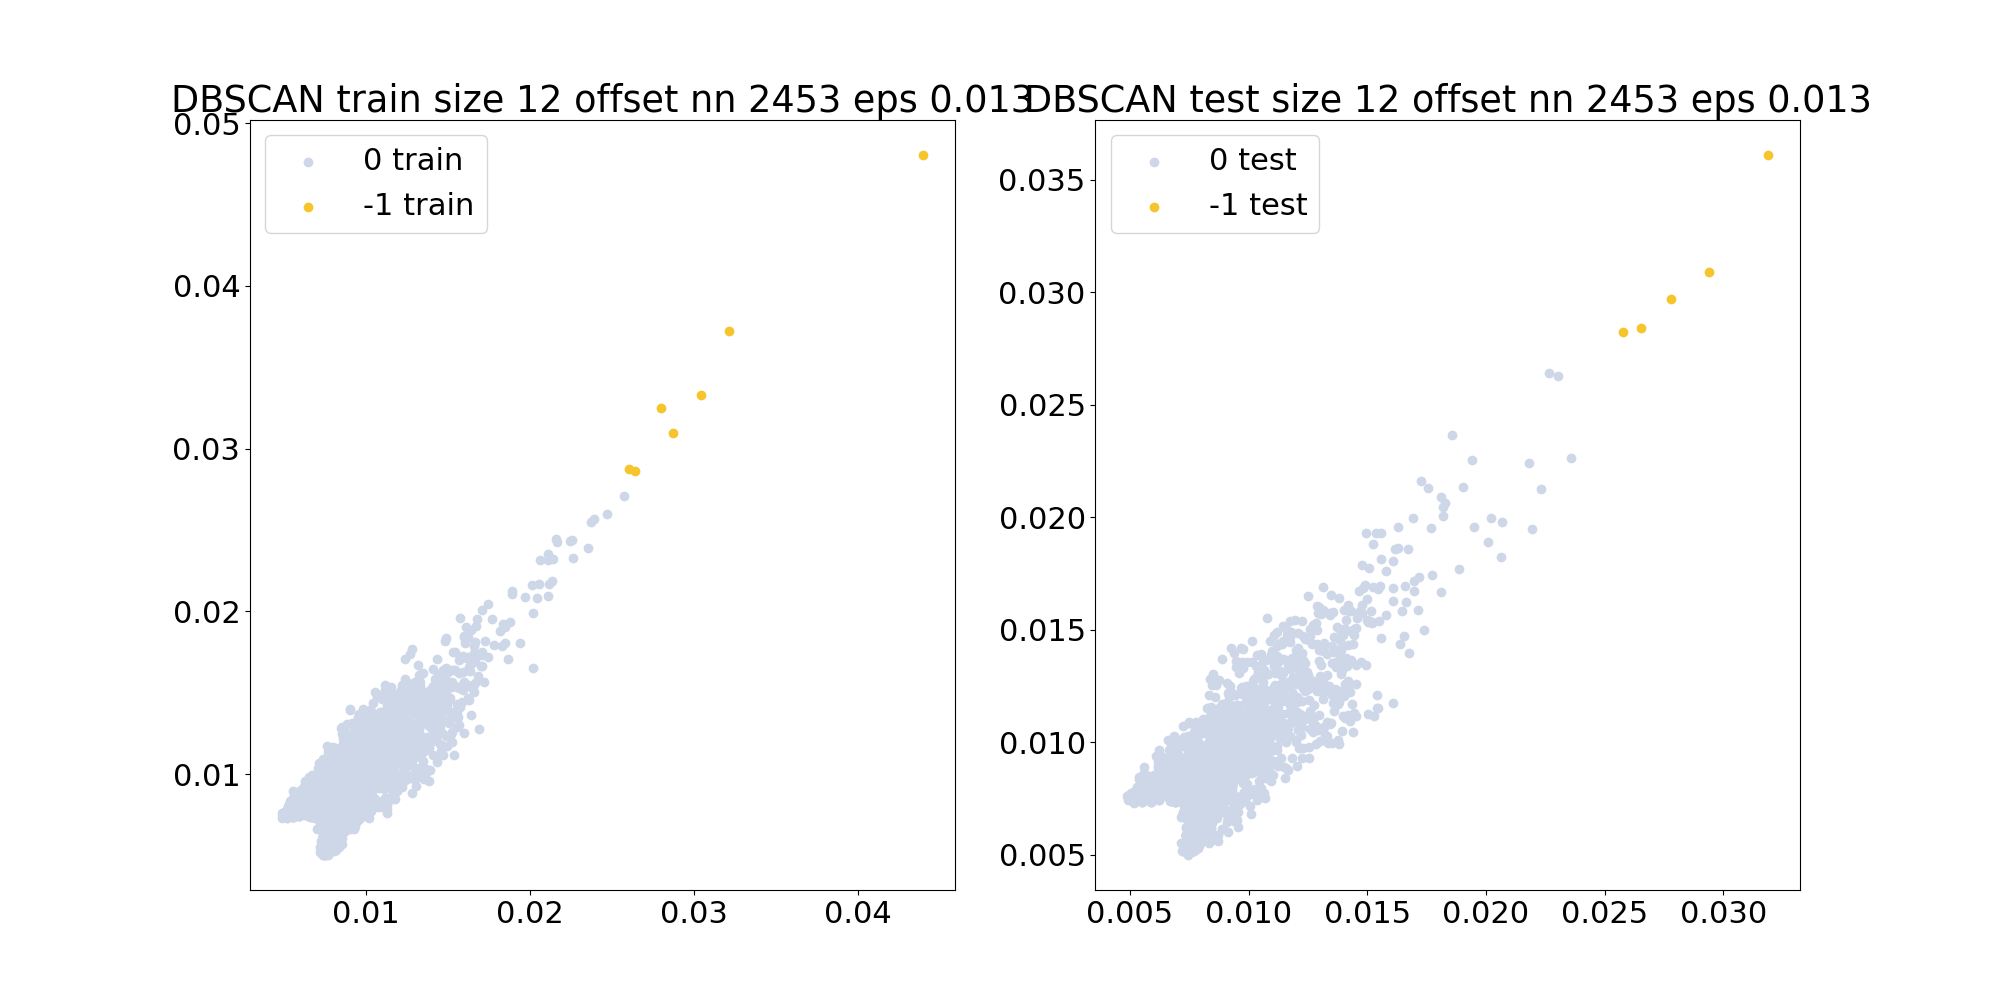 DBSCAN train size 12 offset nn 2453 eps 0.013
0.05
0.04
0.03
0.02
0.01
0 train
-1 train
0.01 0.02 0.03 0.04
DBSCAN test size 12 offset nn 2453 eps 0.013
0.035
0.030
0.025
0.020
0.015
0.010
0.005
0 test
-1 test
0.005 0.010 0.015 0.020 0.025 0.030